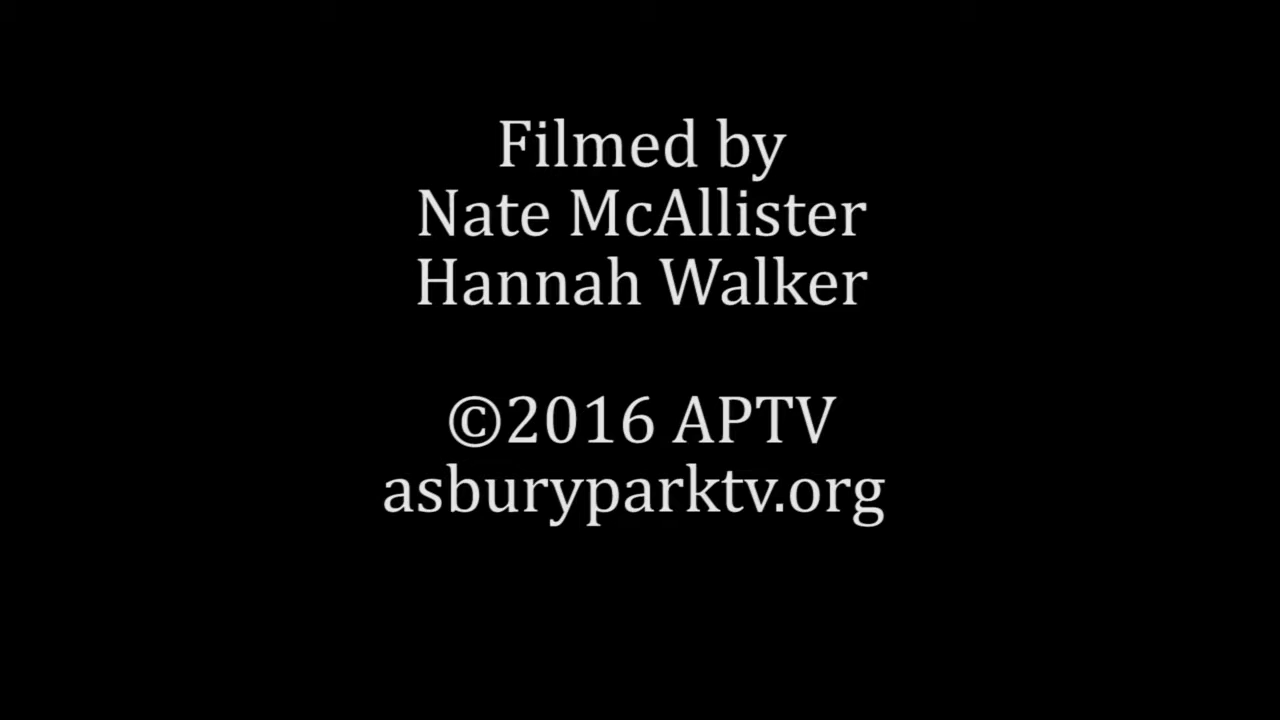 Filmed by
Nate McAllister
Hannah Walker
©2016 APTV
asburyparktv.org